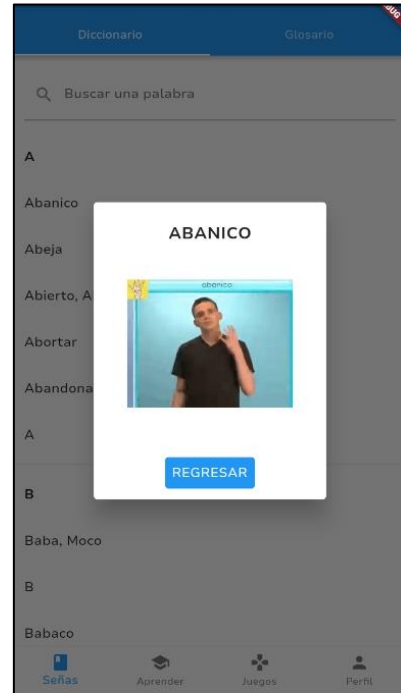 Diccionario Glosario
Buscar una palabra
A
Abanico
Abeja
Abierto, A
Abortar
Abandona
A
B
Baba, Moco
B
Babaco
ABANICO
abanico
REGRESAR
Señas Aprender Juegos Perfil